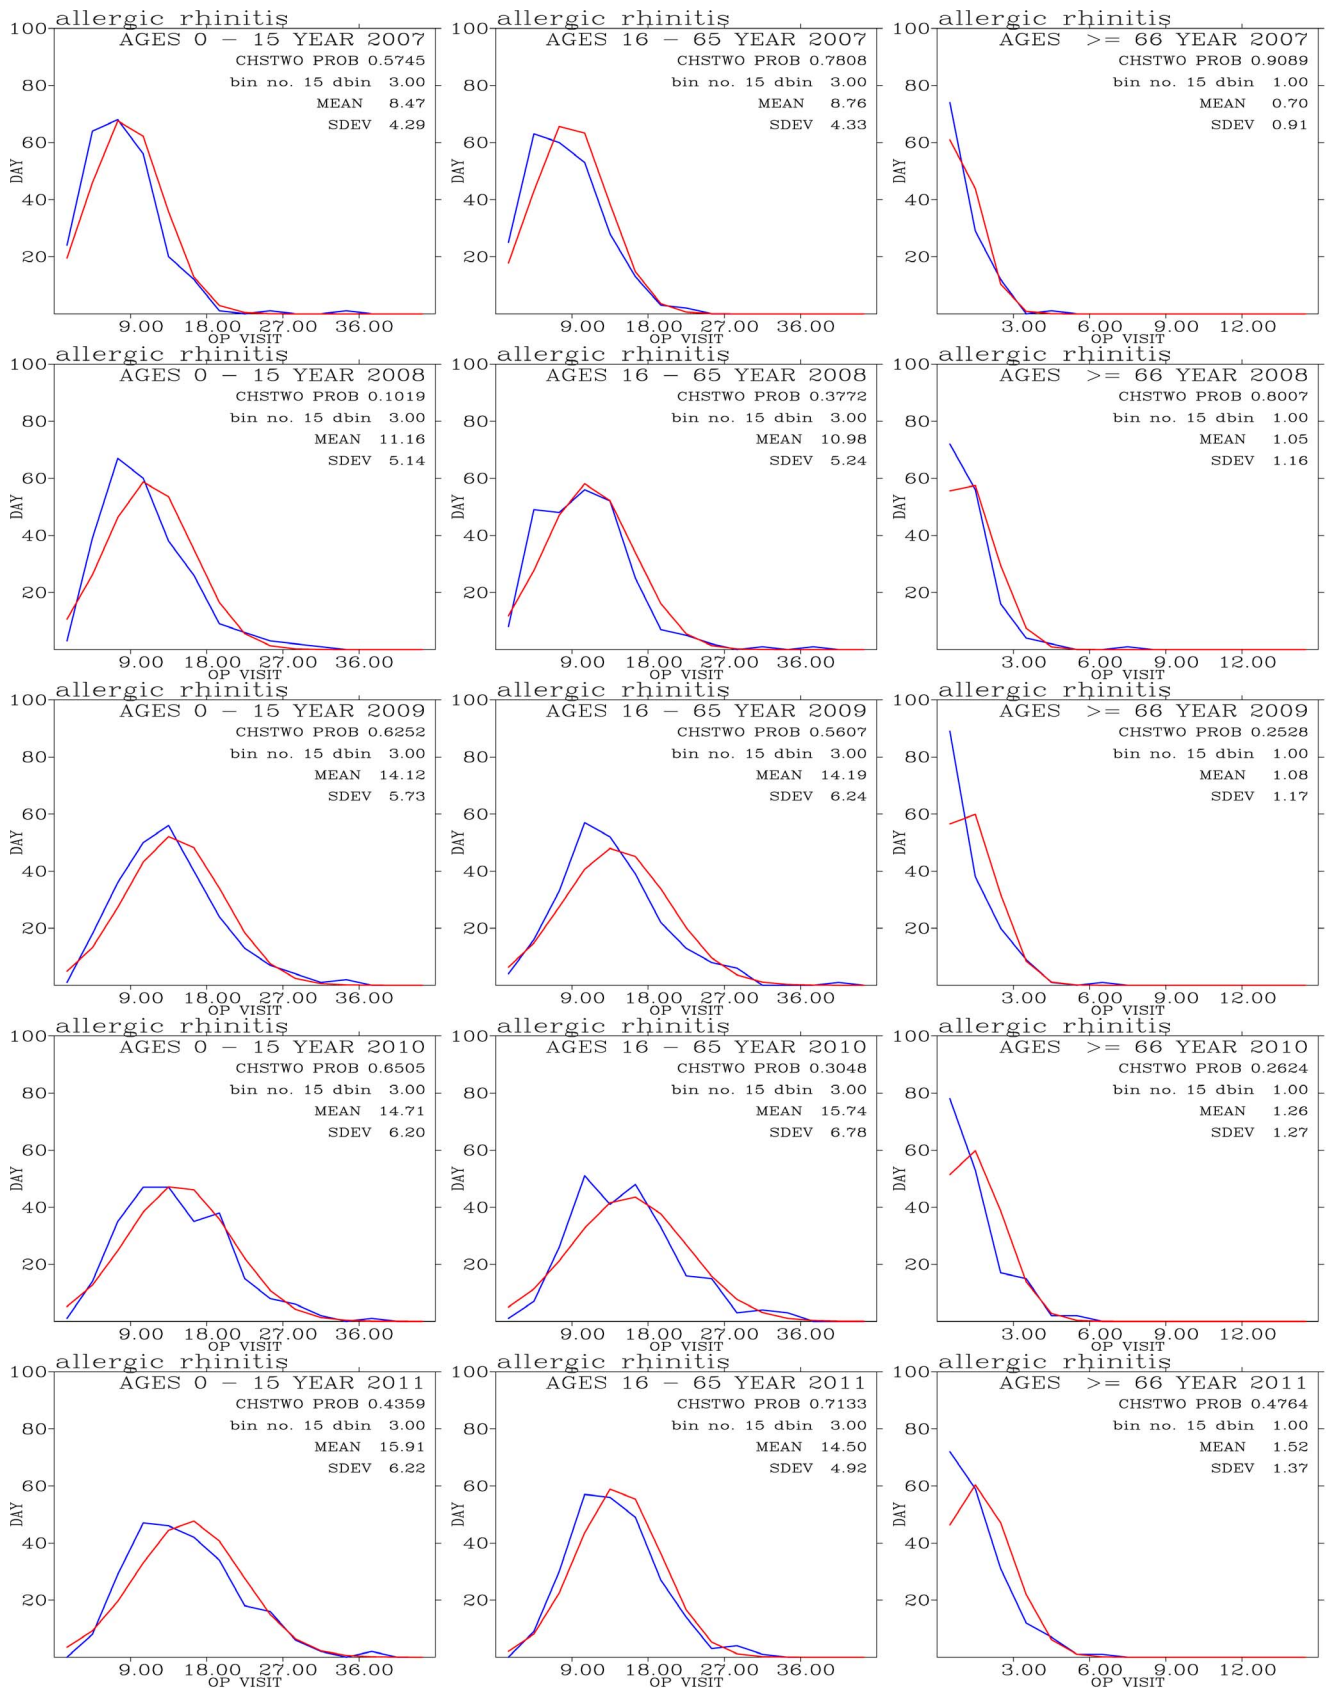 allergic rhinitis
AGES 0 – 15 YEAR 2007
CHSTWO PROB 0.5745
bin no. 15 dbin 3.00
MEAN 8.47
SDEV 4.29
100
80
60
40
20
DAY
9.00 18.00 27.00 36.00
OP VISIT
allergic rhinitis
AGES 16 – 65 YEAR 2007
CHSTWO PROB 0.7808
bin no. 15 dbin 3.00
MEAN 8.76
SDEV 4.33
100
80
60
40
20
DAY
9.00 18.00 27.00 36.00
OP VISIT
allergic rhinitis
AGES >= 66 YEAR 2007
CHSTWO PROB 0.9089
bin no. 15 dbin 1.00
MEAN 0.70
SDEV 0.91
100
80
60
40
20
DAY
3.00 6.00 9.00 12.00
OP VISIT
allergic rhinitis
AGES 0 – 15 YEAR 2008
CHSTWO PROB 0.1019
bin no. 15 dbin 3.00
MEAN 11.16
SDEV 5.14
100
80
60
40
20
DAY
9.00 18.00 27.00 36.00
OP VISIT
allergic rhinitis
AGES 16 – 65 YEAR 2008
CHSTWO PROB 0.3772
bin no. 15 dbin 3.00
MEAN 10.98
SDEV 5.24
100
80
60
40
20
DAY
9.00 18.00 27.00 36.00
OP VISIT
allergic rhinitis
AGES >= 66 YEAR 2008
CHSTWO PROB 0.8007
bin no. 15 dbin 1.00
MEAN 1.05
SDEV 1.16
100
80
60
40
20
DAY
3.00 6.00 9.00 12.00
OP VISIT
allergic rhinitis
AGES 0 – 15 YEAR 2009
CHSTWO PROB 0.6252
bin no. 15 dbin 3.00
MEAN 14.12
SDEV 5.73
100
80
60
40
20
DAY
9.00 18.00 27.00 36.00
OP VISIT
allergic rhinitis
AGES 16 – 65 YEAR 2009
CHSTWO PROB 0.5607
bin no. 15 dbin 3.00
MEAN 14.19
SDEV 6.24
100
80
60
40
20
DAY
9.00 18.00 27.00 36.00
OP VISIT
allergic rhinitis
AGES >= 66 YEAR 2009
CHSTWO PROB 0.2528
bin no. 15 dbin 1.00
MEAN 1.08
SDEV 1.17
100
80
60
40
20
DAY
3.00 6.00 9.00 12.00
OP VISIT
allergic rhinitis
AGES 0 – 15 YEAR 2010
CHSTWO PROB 0.6505
bin no. 15 dbin 3.00
MEAN 14.71
SDEV 6.20
100
80
60
40
20
DAY
9.00 18.00 27.00 36.00
OP VISIT
allergic rhinitis
AGES 16 – 65 YEAR 2010
CHSTWO PROB 0.3048
bin no. 15 dbin 3.00
MEAN 15.74
SDEV 6.78
100
80
60
40
20
DAY
9.00 18.00 27.00 36.00
OP VISIT
allergic rhinitis
AGES >= 66 YEAR 2010
CHSTWO PROB 0.2624
bin no. 15 dbin 1.00
MEAN 1.26
SDEV 1.27
100
80
60
40
20
DAY
3.00 6.00 9.00 12.00
OP VISIT
allergic rhinitis
AGES 0 – 15 YEAR 2011
CHSTWO PROB 0.4359
bin no. 15 dbin 3.00
MEAN 15.91
SDEV 6.22
100
80
60
40
20
DAY
9.00 18.00 27.00 36.00
OP VISIT
allergic rhinitis
AGES 16 – 65 YEAR 2011
CHSTWO PROB 0.7133
bin no. 15 dbin 3.00
MEAN 14.50
SDEV 4.92
100
80
60
40
20
DAY
9.00 18.00 27.00 36.00
OP VISIT
allergic rhinitis
AGES >= 66 YEAR 2011
CHSTWO PROB 0.4764
bin no. 15 dbin 1.00
MEAN 1.52
SDEV 1.37
100
80
60
40
20
DAY
3.00 6.00 9.00 12.00
OP VISIT